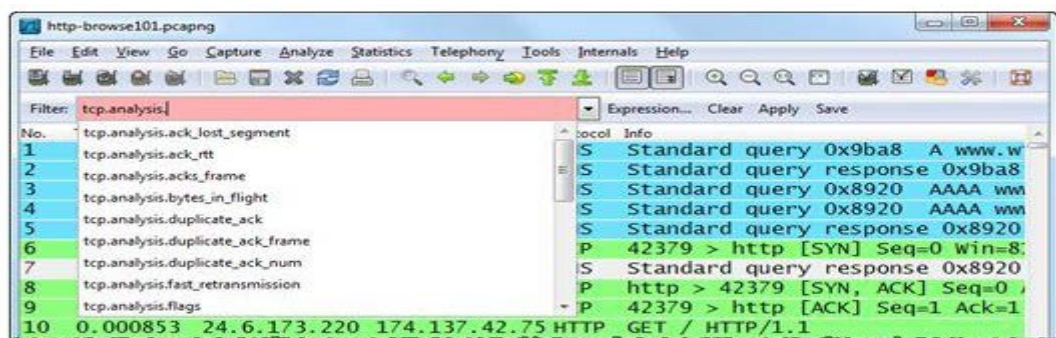 http-browse101.pcapng
File Edit View Go Capture Analyze Statistics Telephony Tools Internals Help
Filter: tcp.analysis. Expression... Clear Apply Save
No. ocol Info
tcp.analysis.ack_lost_segment
tcp.analysis.ack_rtt
tcp.analysis.acks_frame
tcp.analysis.bytes_in_flight
tcp.analysis.duplicate_ack
tcp.analysis.duplicate_ack_frame
tcp.analysis.duplicate_ack_num
tcp.analysis.fast_retransmission
tcp.analysis.flags
1 S Standard query 0x9ba8 A www.w
2 S Standard query response 0x9ba8
3 S Standard query 0x8920 AAAA www
4 S Standard query 0x8920 AAAA www
5 S Standard query response 0x8920
6 P 42379 > http [SYN] Seq=0 Win=8
7 S Standard query response 0x8920
8 P http > 42379 [SYN, ACK] Seq=0
9 P 42379 > http [ACK] Seq=1 Ack=1
10 0.000853 24.6.173.220 174.137.42.75 HTTP GET / HTTP/1.1